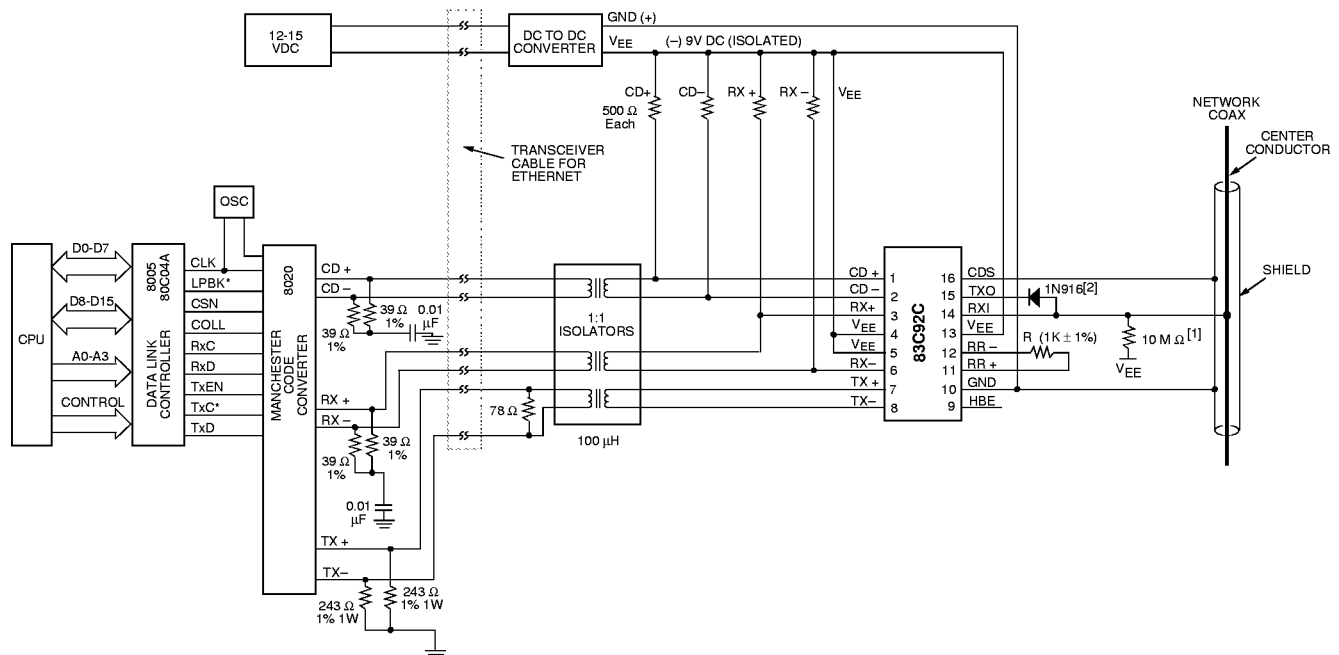 12-15
VDC
DC TO DC
CONVERTER
GND (+)
VEE
(–) 9V DC (ISOLATED)
CD+
500 Ω
Each
CD–
RX +
RX –
VEE
NETWORK
COAX
CENTER
CONDUCTOR
SHIELD
TRANSCEIVER
CABLE FOR
ETHERNET
OSC
CPU
D0-D7
D8-D15
A0-A3
CONTROL
8005
80C04A
DATA LINK
CONTROLLER
CLK
LPBK*
CSN
COLL
RxC
RxD
TxEN
TxC*
TxD
8020
MANCHESTER
CODE
CONVERTER
CD +
CD –
39 Ω
1%
39 Ω
1%
0.01
µF
RX +
RX –
39 Ω
1%
39 Ω
1%
0.01
µF
TX +
TX–
243 Ω
1% 1W
243 Ω
1% 1W
78 Ω
1:1
ISOLATORS
100 µH
CD +
CD –
RX+
VEE
VEE
RX–
TX +
TX–
1
2
3
4
5
6
7
8
83C92C
16
15
14
13
12
11
10
9
CDS
TXO
RXI
VEE
RR –
RR +
GND
HBE
1N916[2]
R (1K ± 1%)
10 M Ω[1]
VEE